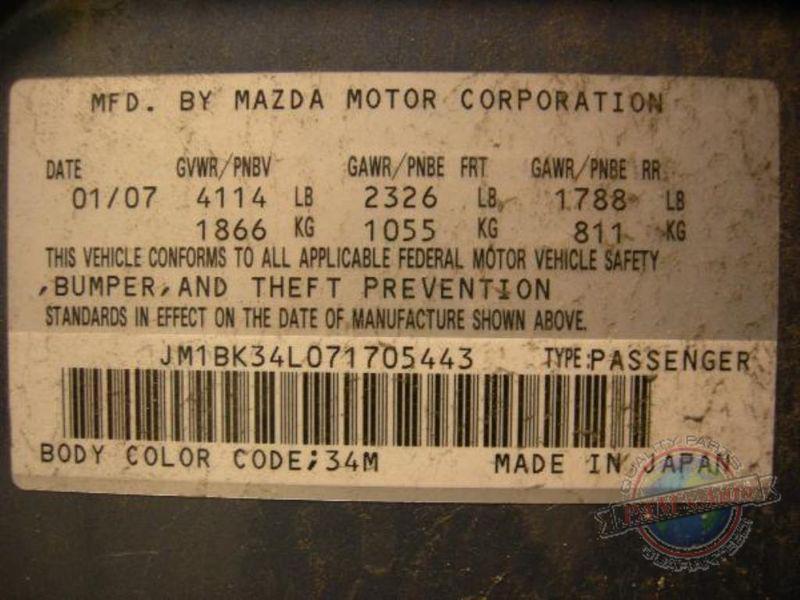 MFD. BY MAZDA MOTOR CORPORATION
DATE GVWR/PNBV GAWR/PNBE FRT GAWR/PNBE RR
01/07 4114 LB 2326 LB 1788 LB
1866 KG 1055 KG 811 KG
THIS VEHICLE CONFORMS TO ALL APPLICABLE FEDERAL MOTOR VEHICLE SAFETY
,BUMPER,AND THEFT PREVENTION
STANDARDS IN EFFECT ON THE DATE OF MANUFACTURE SHOWN ABOVE.
JM1BK34L071705443 TYPE:PASSENGER
BODY COLOR CODE;34M MADE IN JAPAN
QUALITY PARTS
GUARANTEED